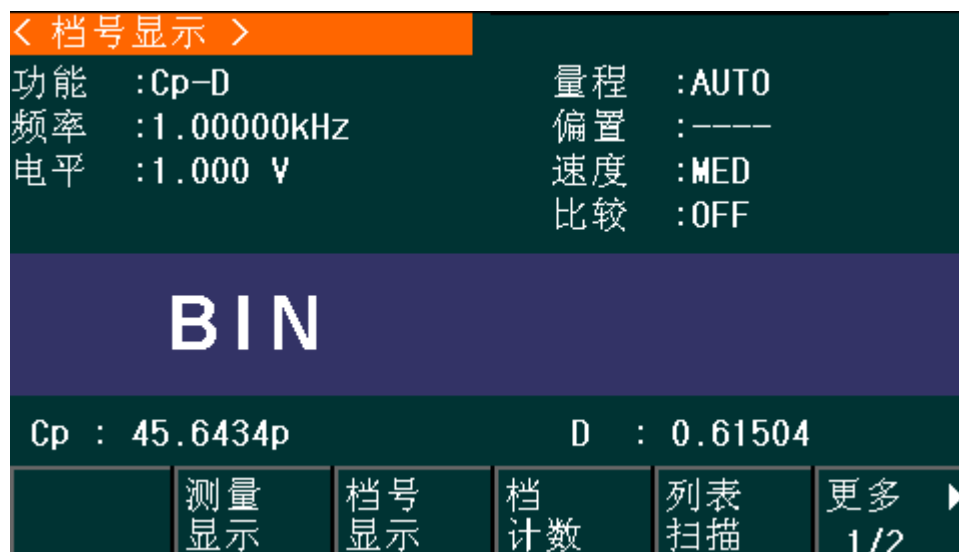 < 档号显示 >
功能 :Cp-D 量程 :AUTO
频率 :1.00000kHz 偏置 :----
电平 :1.000 V 速度 :MED
比较 :OFF
BIN
Cp : 45.6434p D : 0.61504
测量显示 档号显示 档计数 列表扫描 更多 1/2